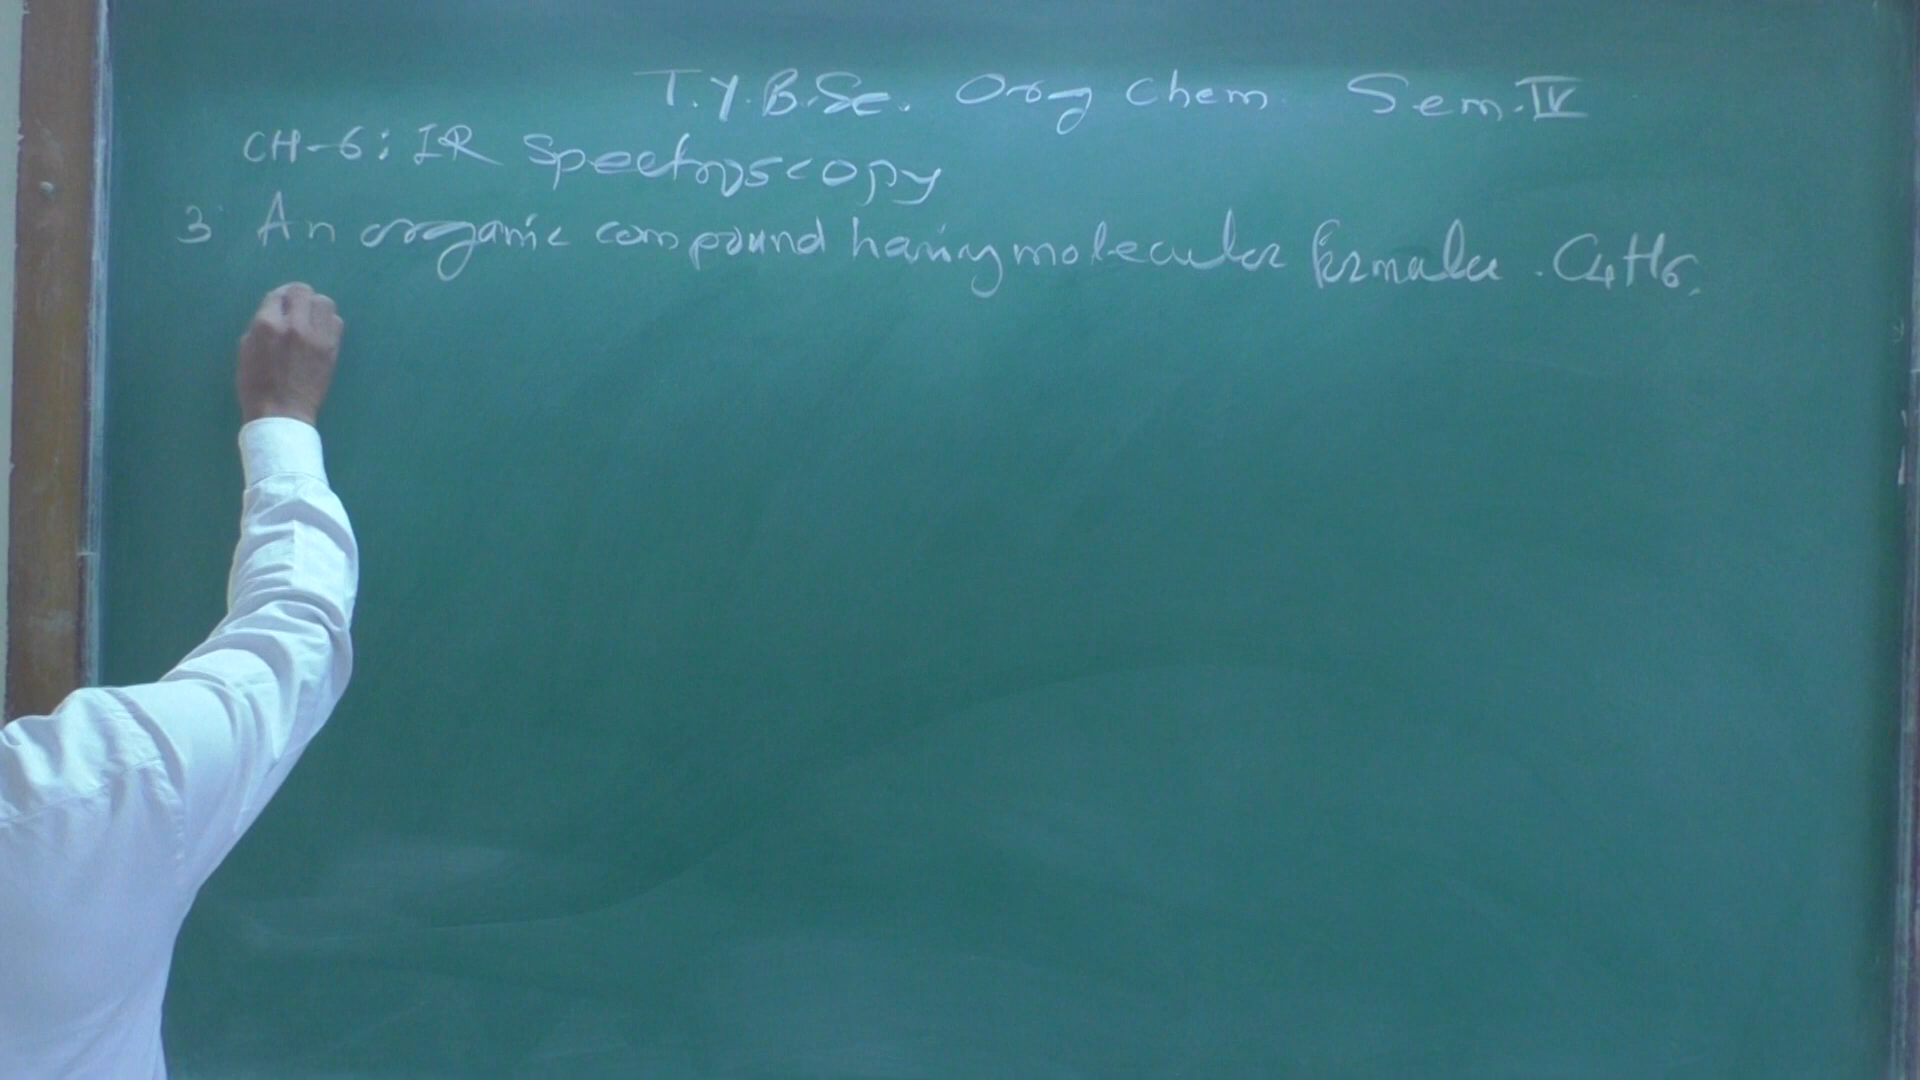 T.Y.B.Sc. Org Chem Sem.IV
CH-6: IR Spectroscopy
3 An organic compound having molecular formula. C4H6,